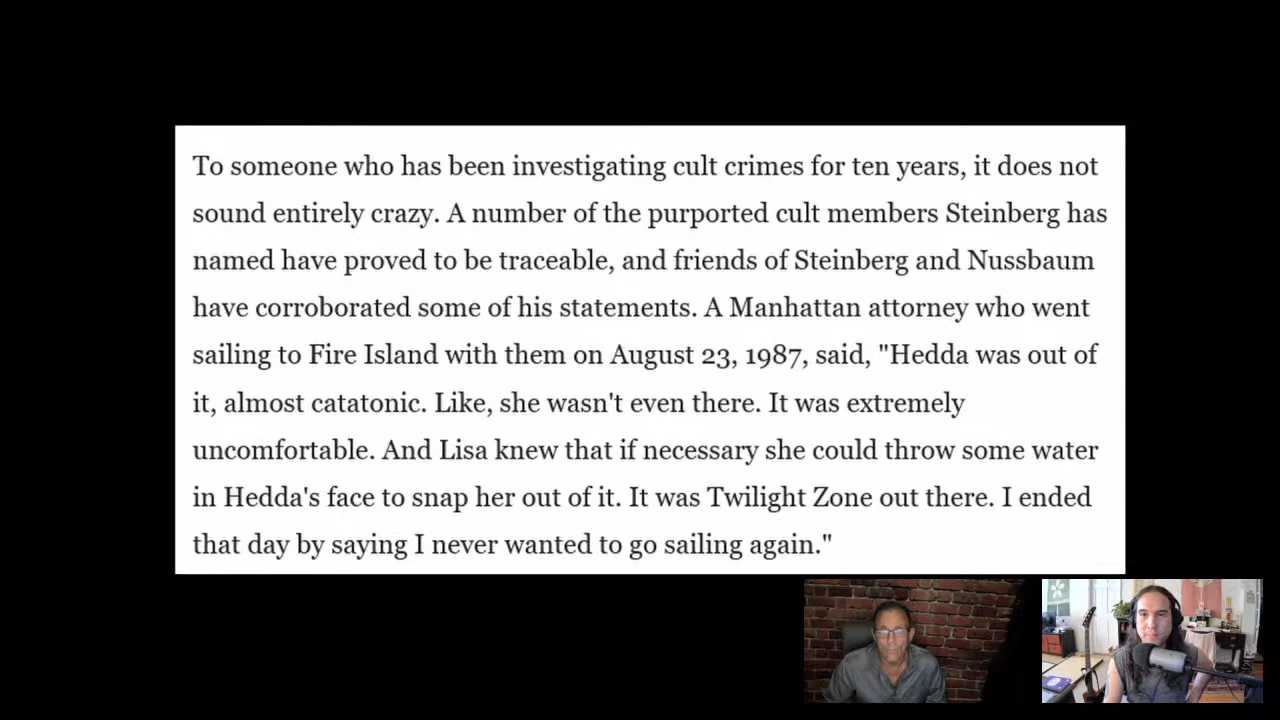 To someone who has been investigating cult crimes for ten years, it does not
sound entirely crazy. A number of the purported cult members Steinberg has
named have proved to be traceable, and friends of Steinberg and Nussbaum
have corroborated some of his statements. A Manhattan attorney who went
sailing to Fire Island with them on August 23, 1987, said, "Hedda was out of
it, almost catatonic. Like, she wasn't even there. It was extremely
uncomfortable. And Lisa knew that if necessary she could throw some water
in Hedda's face to snap her out of it. It was Twilight Zone out there. I ended
that day by saying I never wanted to go sailing again."